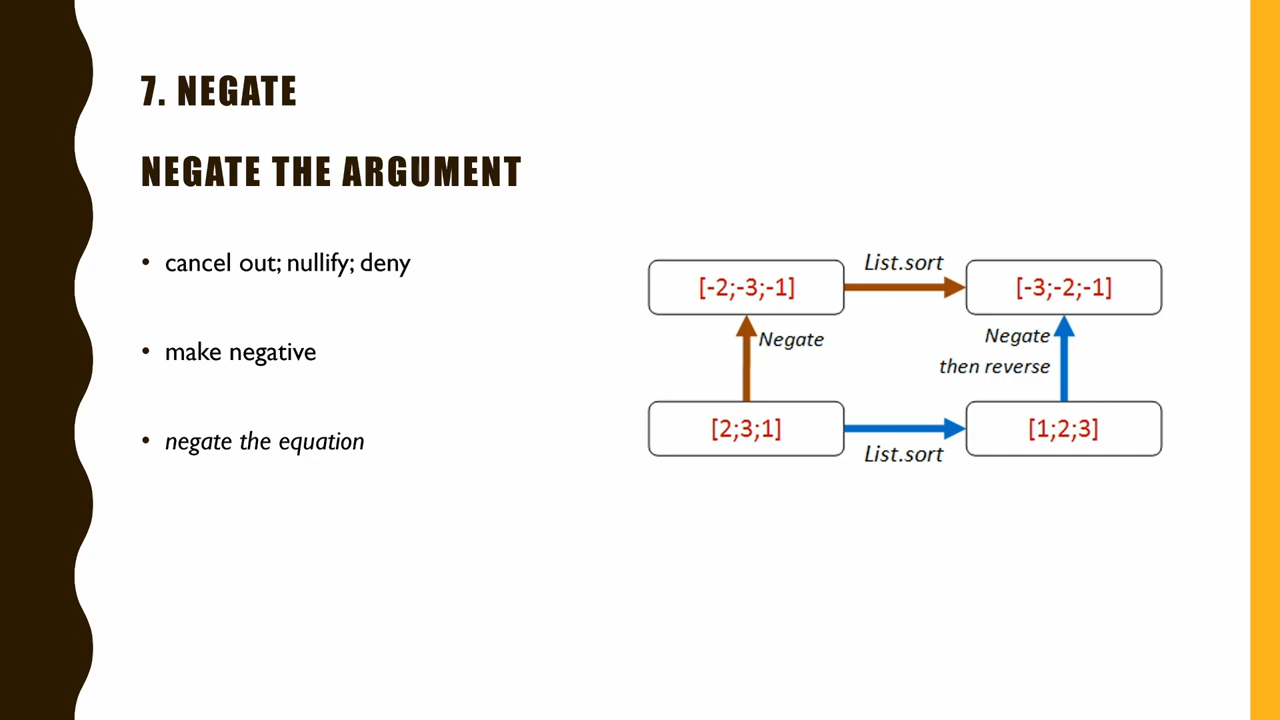 7. NEGATE
NEGATE THE ARGUMENT
• cancel out; nullify; deny
• make negative
• negate the equation
List.sort
[-2;-3;-1]
[-3;-2;-1]
Negate
Negate
then reverse
[2;3;1]
[1;2;3]
List.sort